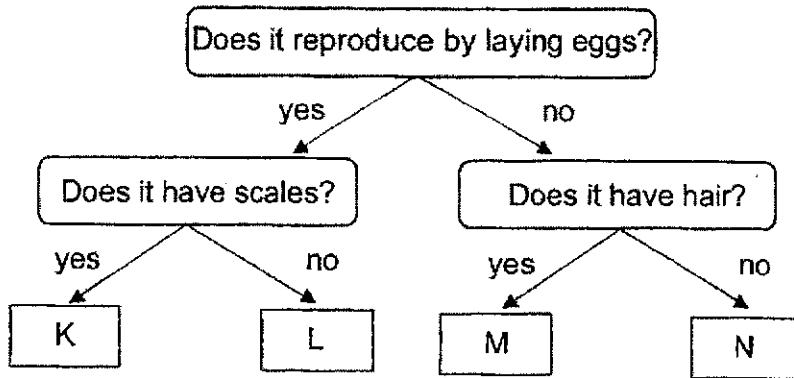 Does it reproduce by laying eggs?
yes
no
Does it have scales?
Does it have hair?
yes
no
yes
no
K
L
M
N